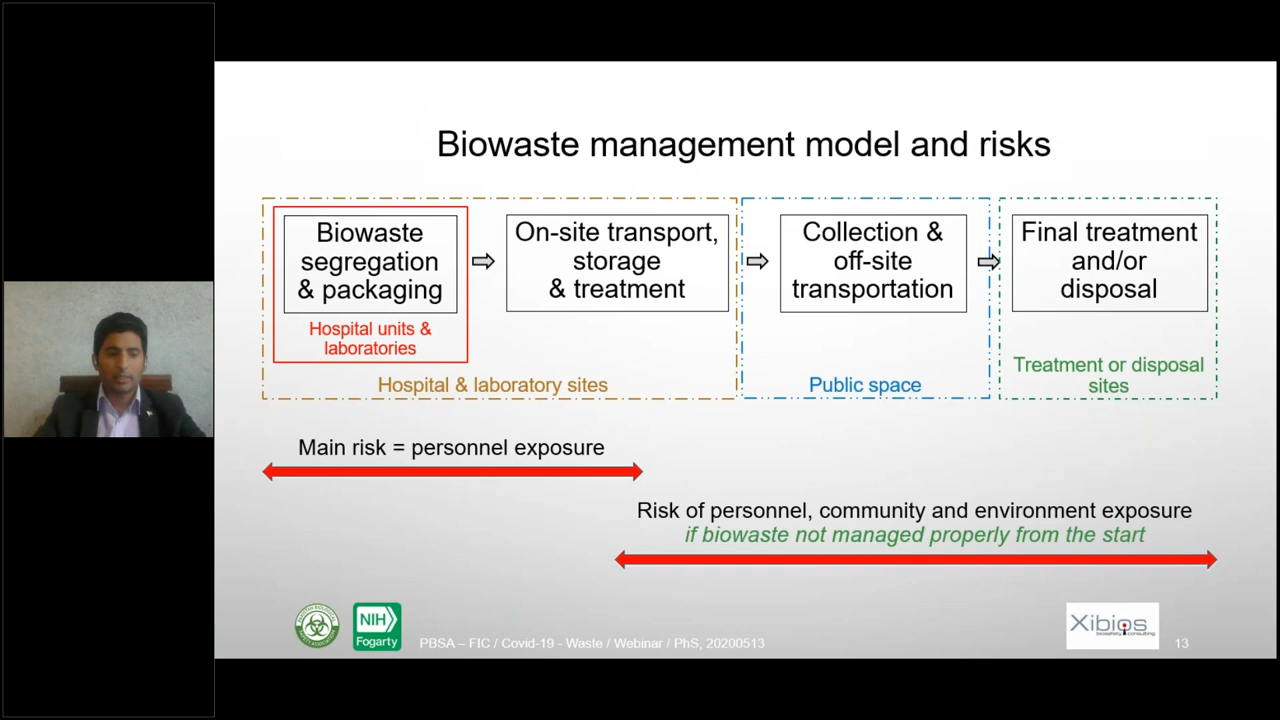 Biowaste management model and risks
Biowaste
segregation
& packaging
Hospital units &
laboratories
On-site transport,
storage
& treatment
Hospital & laboratory sites
Collection &
off-site
transportation
Public space
Final treatment
and/or
disposal
Treatment or disposal
sites
Main risk = personnel exposure
Risk of personnel, community and environment exposure
if biowaste not managed properly from the start
NIH
Fogarty
PBSA – FIC / Covid-19 - Waste / Webinar / PhS, 20200513
Xibios
biosafety consulting
13